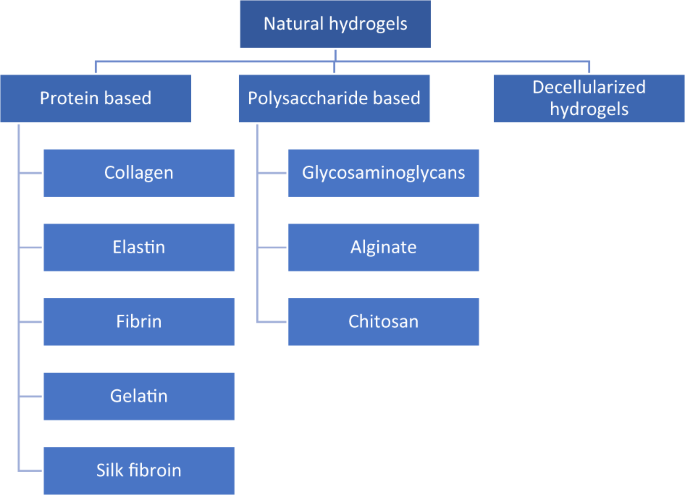 Natural hydrogels
Protein based
Polysaccharide based
Decellularized
hydrogels
Collagen
Elastin
Fibrin
Gelatin
Silk fibroin
Glycosaminoglycans
Alginate
Chitosan